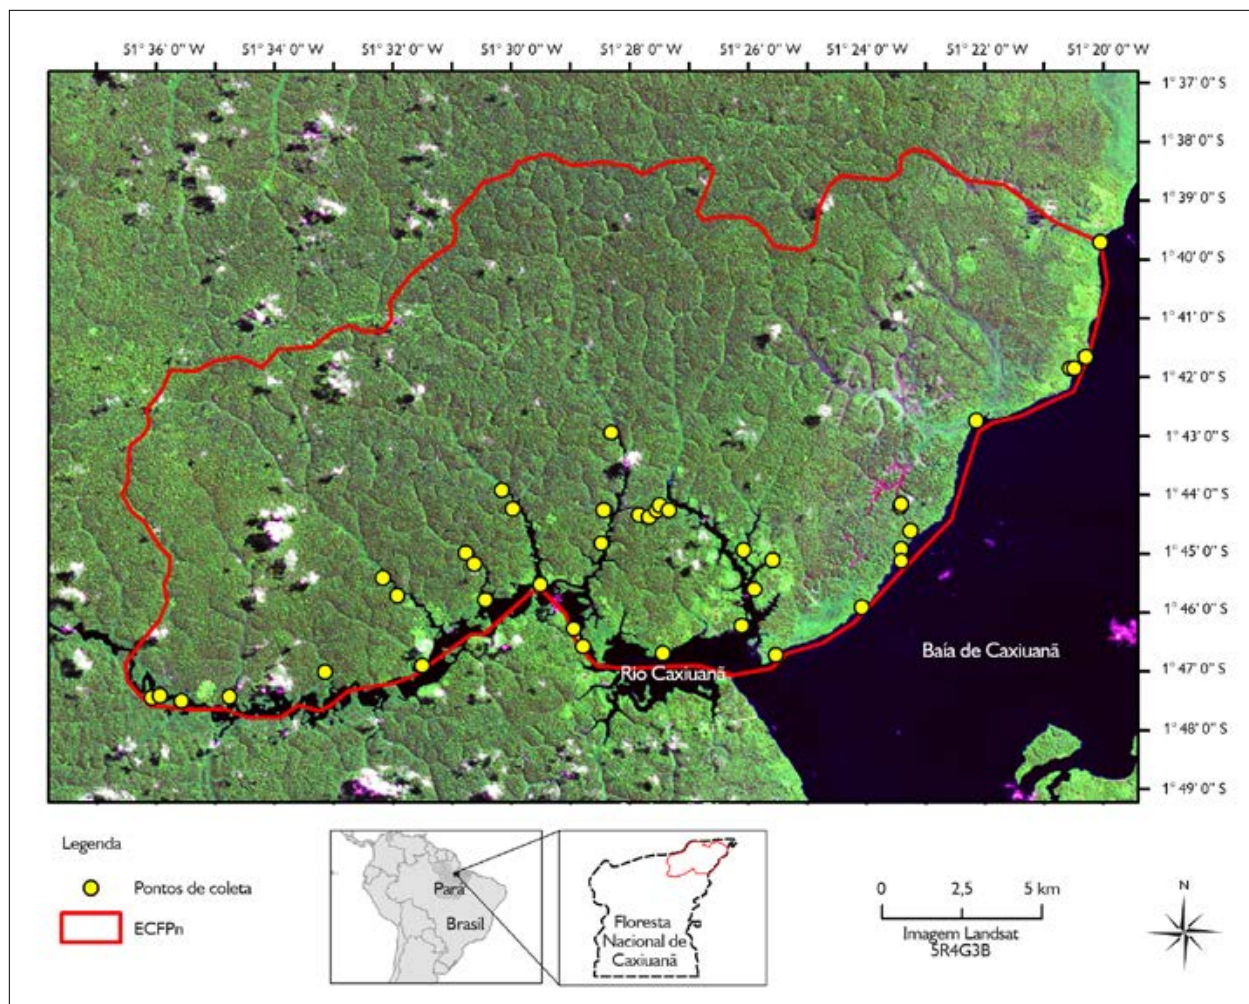 51° 36' 0'' W
51° 34' 0'' W
51° 32' 0'' W
51° 30' 0'' W
51° 28' 0'' W
51° 26' 0'' W
51° 24' 0'' W
51° 22' 0'' W
51° 20' 0'' W
1° 37' 0'' S
1° 38' 0'' S
1° 39' 0'' S
1° 40' 0'' S
1° 41' 0'' S
1° 42' 0'' S
1° 43' 0'' S
1° 44' 0'' S
1° 45' 0'' S
1° 46' 0'' S
1° 47' 0'' S
1° 48' 0'' S
1° 49' 0'' S
Baía de Caxiuanã
Rio Caxiuanã
Legenda
Pontos de coleta
ECFPn
Pará
Brasil
Floresta
Nacional de
Caxiuanã
0 2,5 5 km
Imagem Landsat
5R4G3B
N